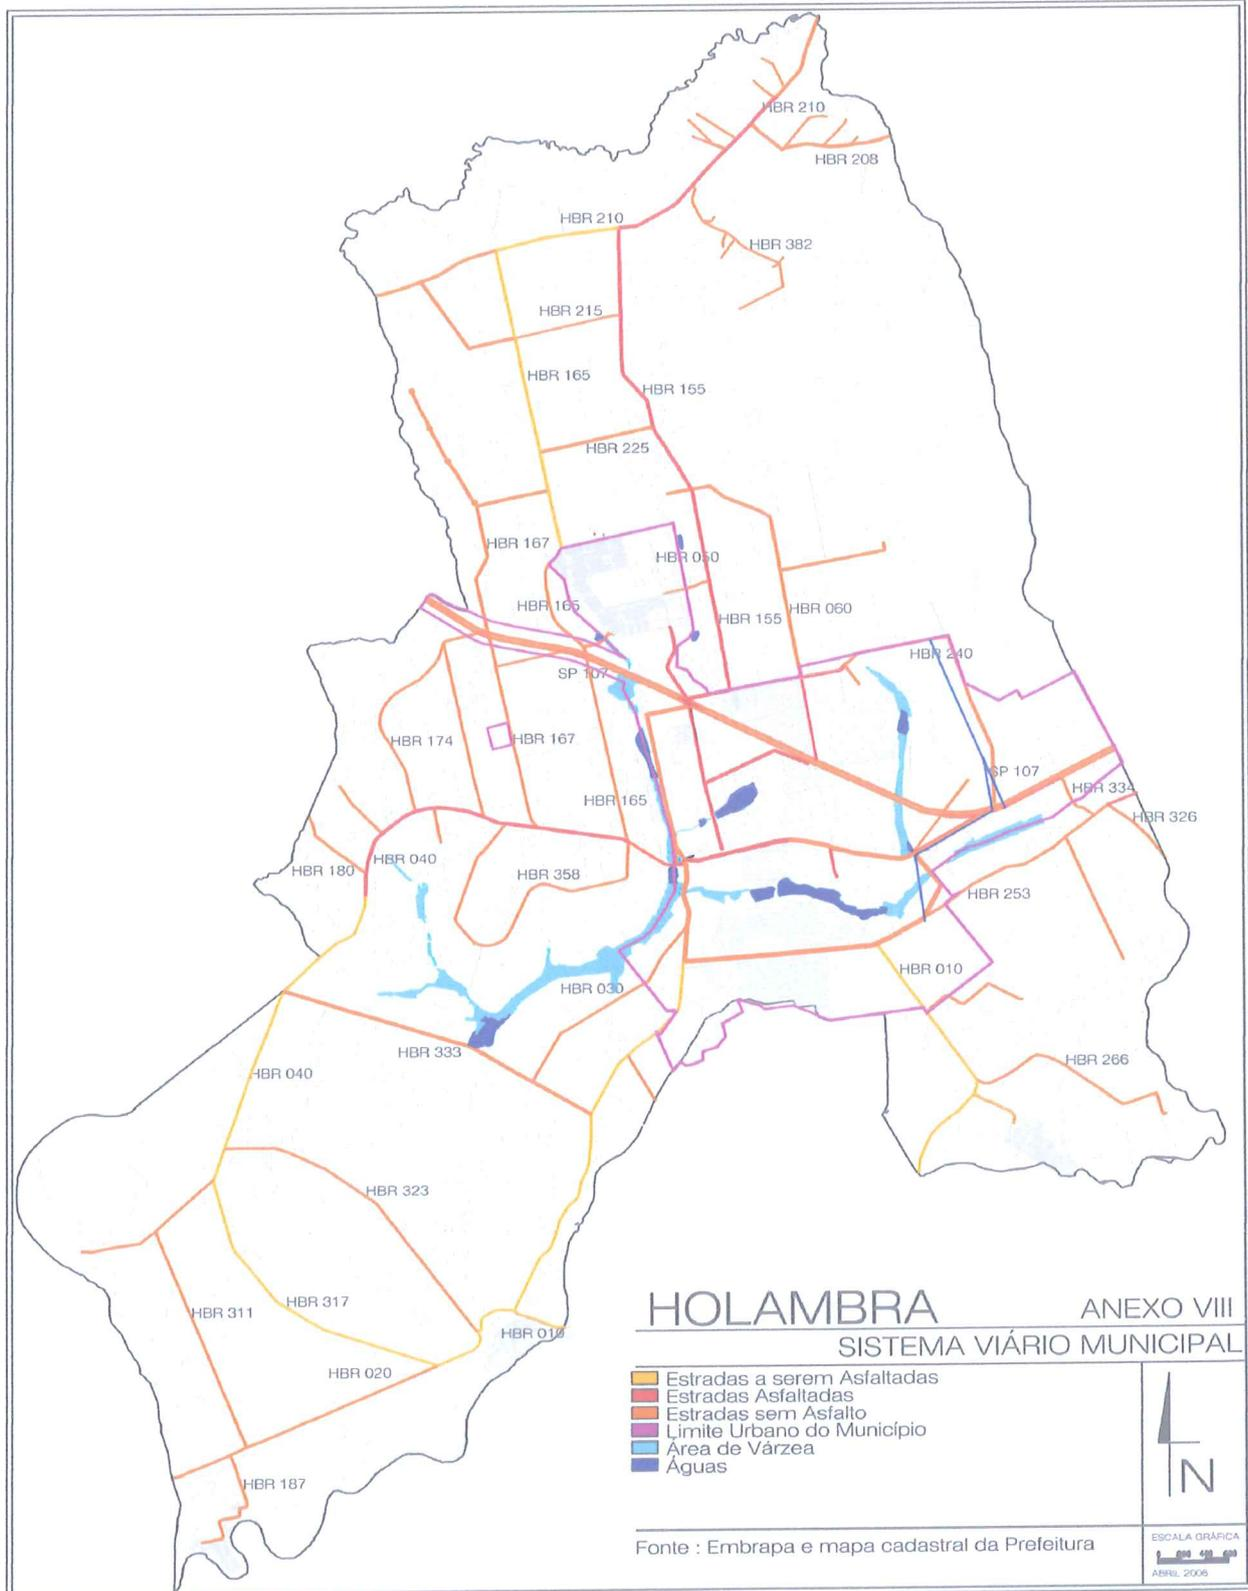 HBR 210
HBR 208
HBR 210
HBR 382
HBR 215
HBR 165
HBR 155
HBR 225
HBR 167
HBR 050
HBR 165
HBR 155
HBR 060
HBR 240
SP 107
HBR 174
HBR 167
SP 107
HBR 334
HBR 165
HBR 326
HBR 040
HBR 180
HBR 358
HBR 253
HBR 010
HBR 030
HBR 333
HBR 266
HBR 040
HBR 323
HBR 317
HBR 311
HBR 010
HBR 020
HBR 187
HOLAMBRA
ANEXO VIII
SISTEMA VIÁRIO MUNICIPAL
Estradas a serem Asfaltadas
Estradas Asfaltadas
Estradas sem Asfalto
Limite Urbano do Município
Área de Várzea
Águas
N
Fonte : Embrapa e mapa cadastral da Prefeitura
ESCALA GRÁFICA
ABRIL 2006